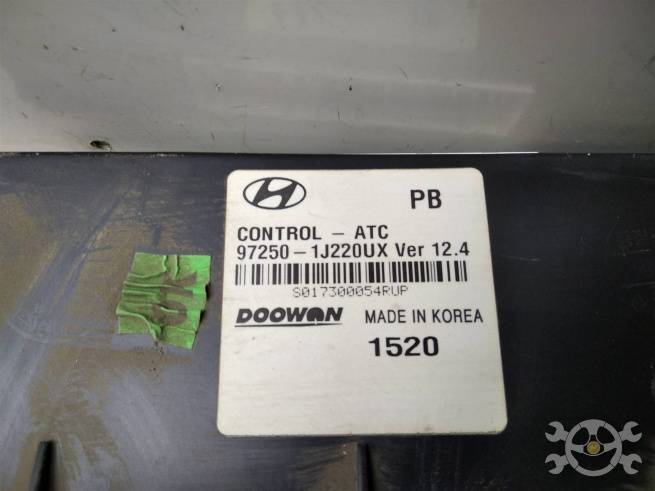 PB
CONTROL - ATC
97250-1J220UX Ver 12.4
S017300054RUP
DOOWON MADE IN KOREA
1520